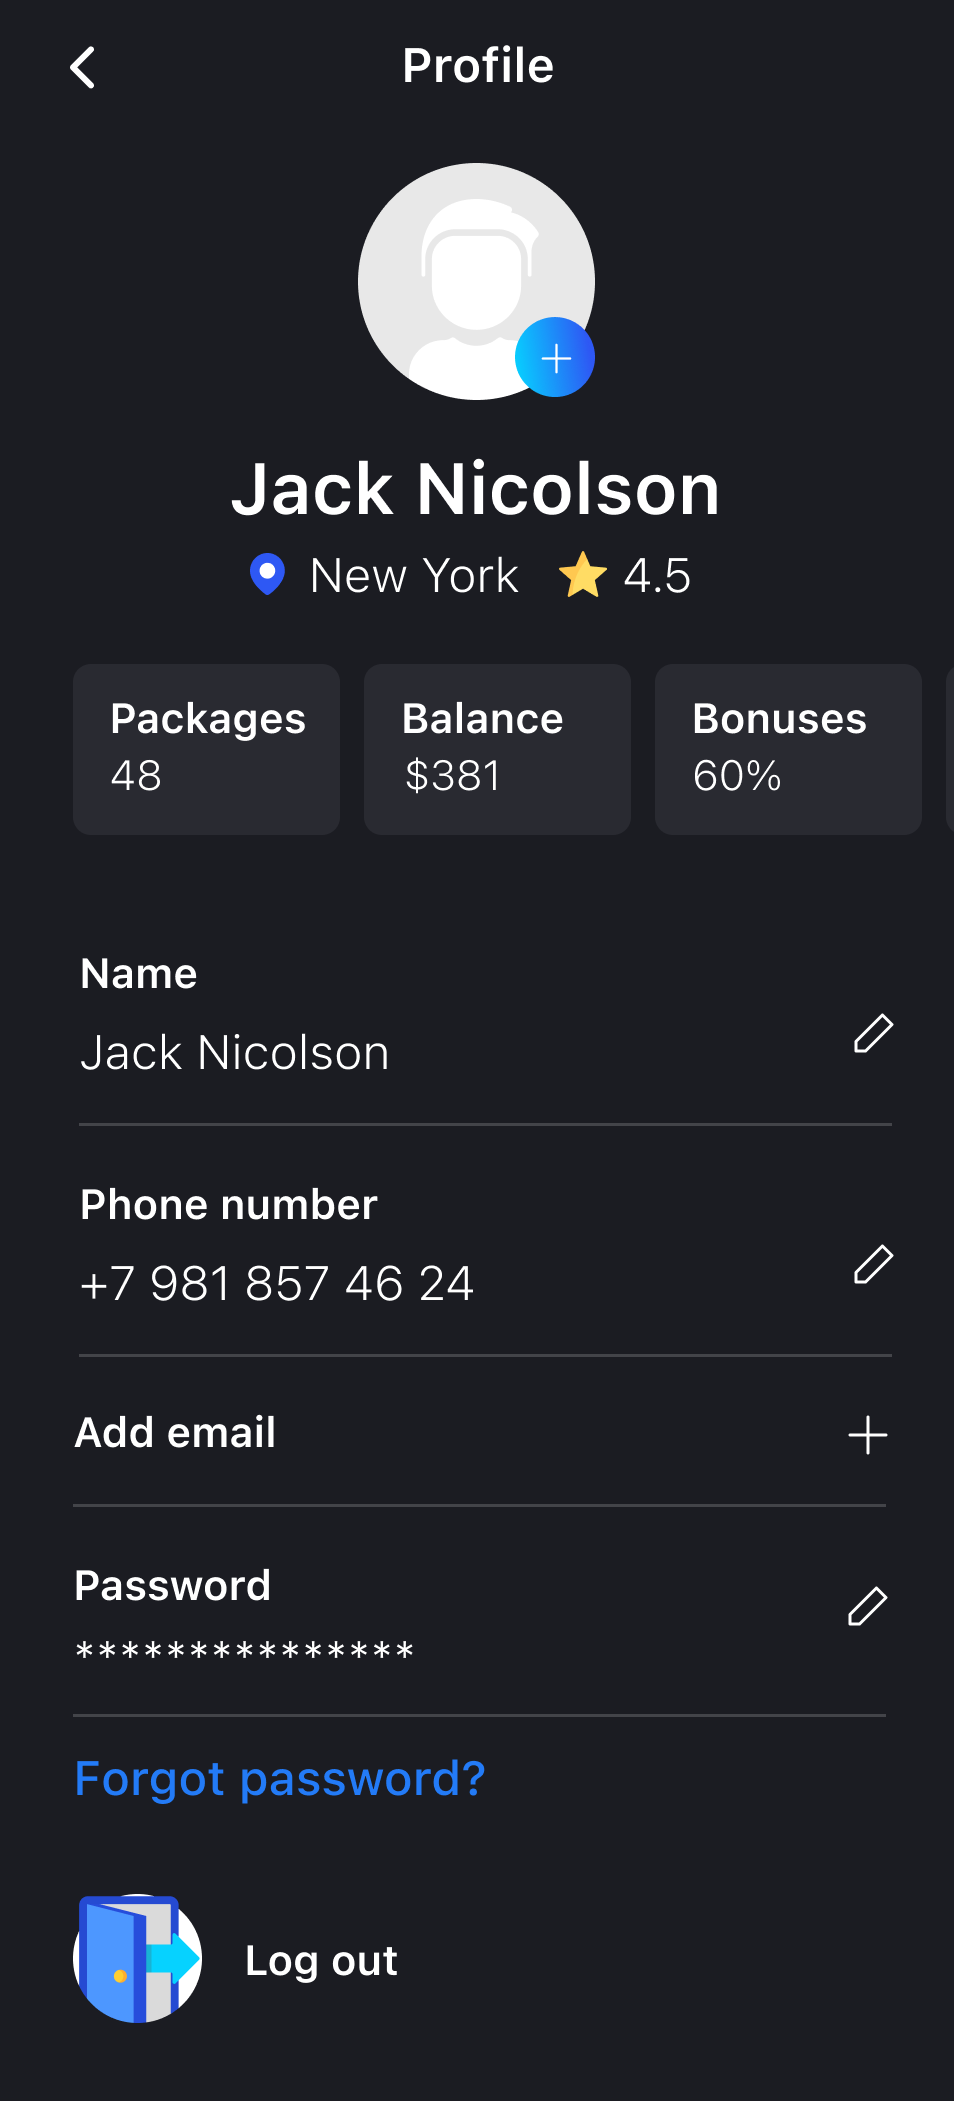 Profile
Jack Nicolson
New York 4.5
Packages Balance Bonuses
48 $381 60%
Name
Jack Nicolson
Phone number
+7 981 857 46 24
Add email
Password
***************
Forgot password?
Log out